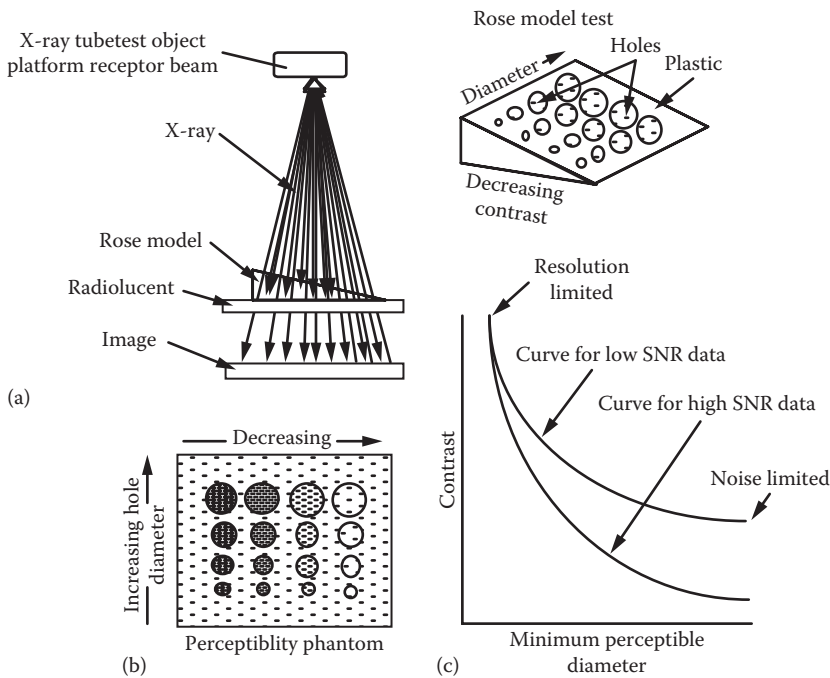 X-ray tubetest object
platform receptor beam
X-ray
Rose model
Radiolucent
Image
(a)
Rose model test
Holes
Diameter
Plastic
Decreasing
contrast
Decreasing
Increasing hole
diameter
Perceptiblity phantom
(b)
Resolution
limited
Curve for low SNR data
Curve for high SNR data
Noise limited
Contrast
Minimum perceptible
diameter
(c)